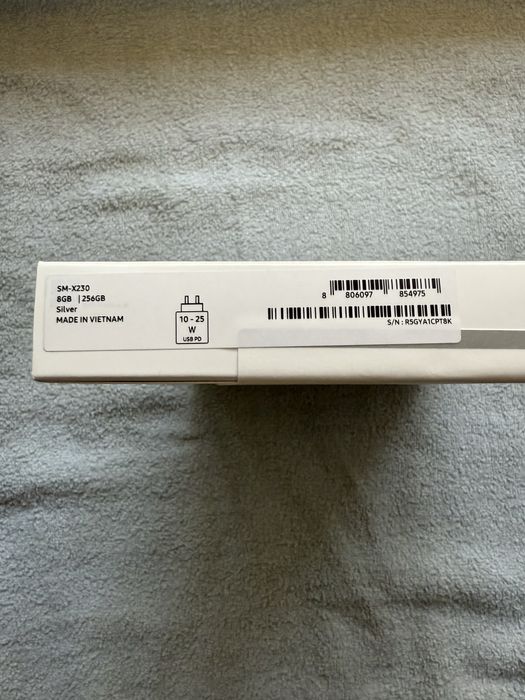 SM-X230
8GB | 256GB
Silver
MADE IN VIETNAM
10 - 25
W
USB PD
8 806097 854975
S/N : R5GYA1CPT8K